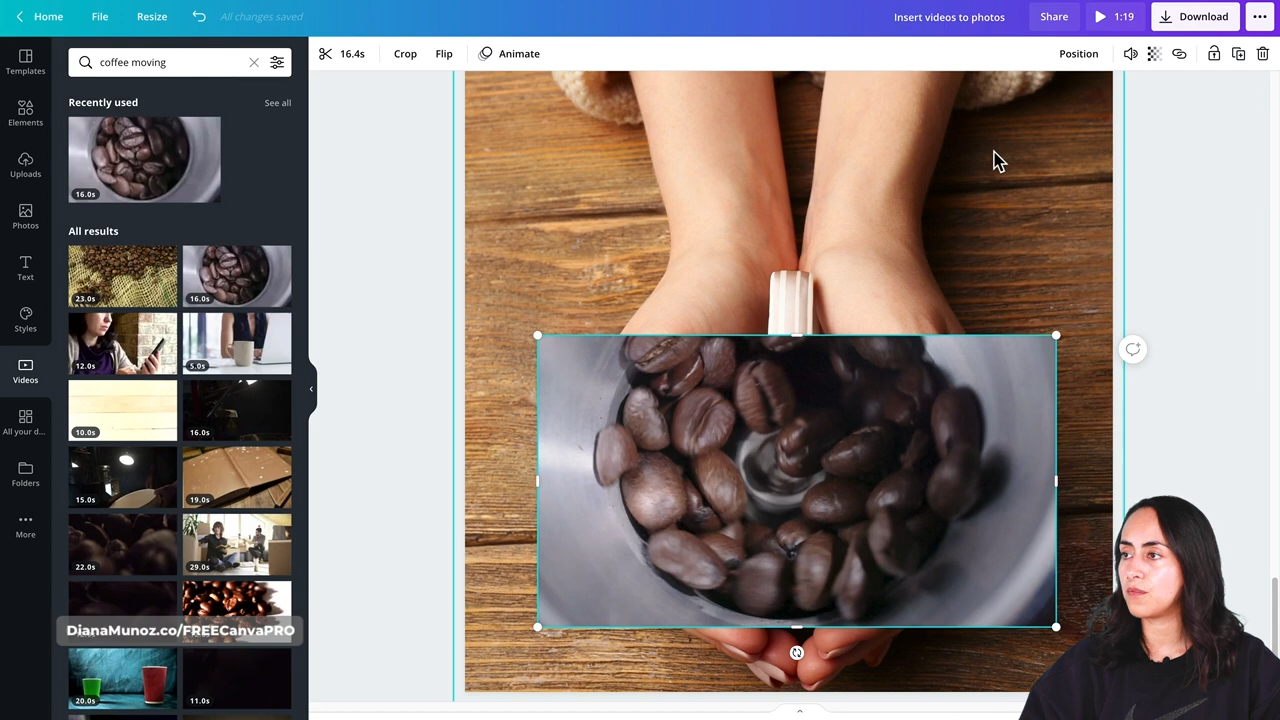 Home
File
Resize
All changes saved
Insert videos to photos
Share
1:19
Download
Templates
Elements
Uploads
Photos
Text
Styles
Videos
All your d...
Folders
More
coffee moving
Recently used
See all
16.0s
All results
23.0s
16.0s
12.0s
5.0s
10.0s
16.0s
15.0s
19.0s
22.0s
29.0s
DianaMunoz.co/FREECanvaPRO
20.0s
11.0s
16.4s
Crop
Flip
Animate
Position